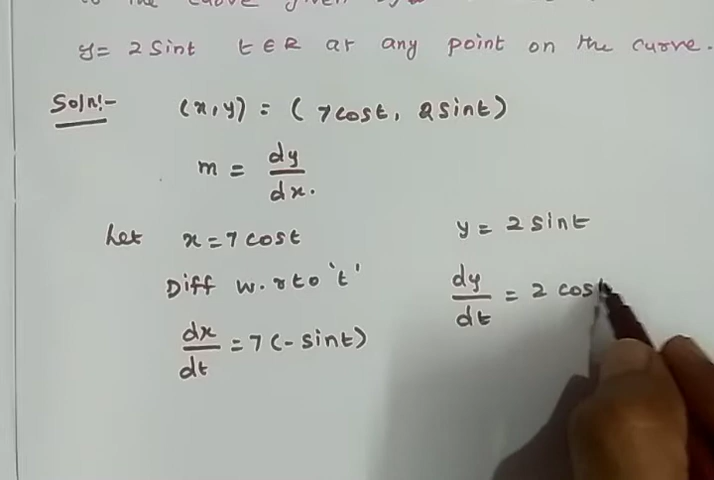 y = 2 Sint t ∈ R at any point on the curve.
Soln!- (x,y) = ( 7cost, 2sint)
m = dy/dx.
Let x = 7 cost y = 2 sint
Diff w.r to 't' dy/dt = 2 cos
dx/dt = 7 (- sint)